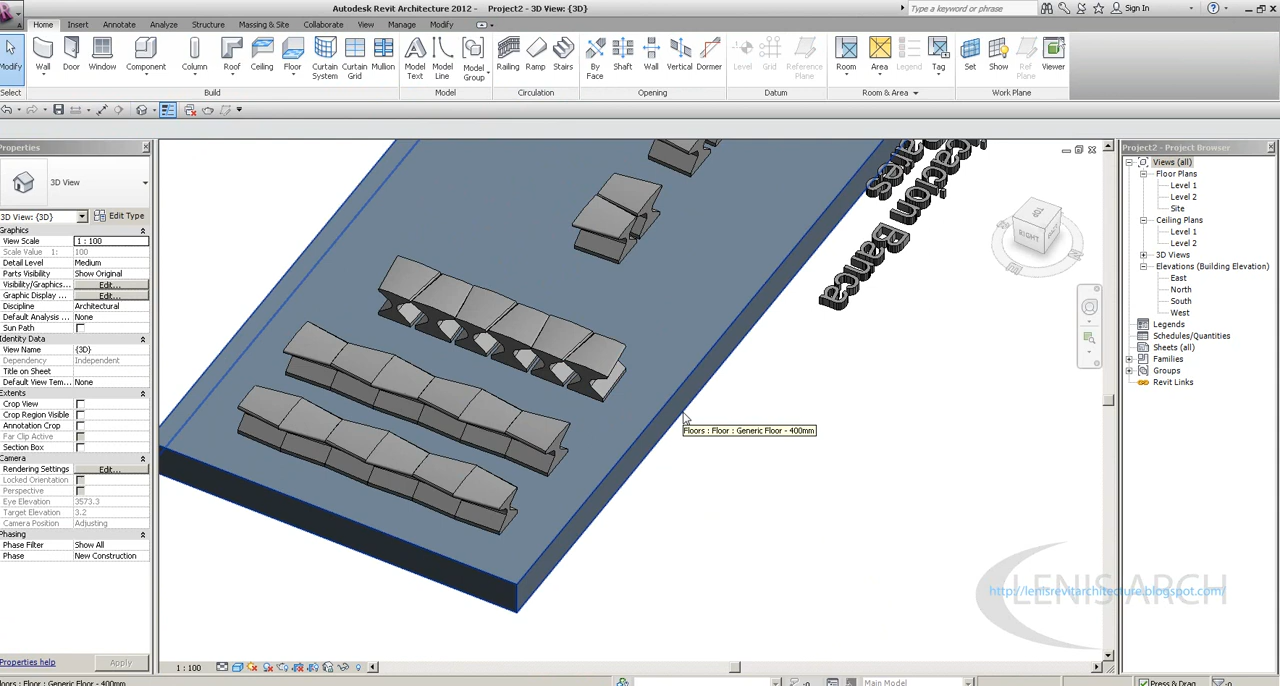 Autodesk Revit Architecture 2012 - Project2 - 3D View: {3D}
Type a keyword or phrase
Sign In
Home Insert Annotate Analyze Structure Massing & Site Collaborate View Manage Modify
Modify Wall Door Window Component Column Roof Ceiling Floor Curtain System Curtain Grid Mullion Model Text Model Line Model Group Railing Ramp Stairs By Face Shaft Wall Vertical Dormer Level Grid Reference Plane Room Area Legend Tag Set Show Ref Plane Viewer
Select Build Model Circulation Opening Datum Room & Area Work Plane
Properties
3D View
3D View: {3D}
Edit Type
Graphics
View Scale 1 : 100
Scale Value 1: 100
Detail Level Medium
Parts Visibility Show Original
Visibility/Graphics... Edit...
Graphic Display ... Edit...
Discipline Architectural
Default Analysis ... None
Sun Path
Identity Data
View Name {3D}
Dependency Independent
Title on Sheet
Default View Tem... None
Extents
Crop View
Crop Region Visible
Annotation Crop
Far Clip Active
Section Box
Camera
Rendering Settings Edit...
Locked Orientation
Perspective
Eye Elevation 3573.3
Target Elevation 3.2
Camera Position Adjusting
Phasing
Phase Filter Show All
Phase New Construction
Properties help
Apply
RIGHT
Floors : Floor : Generic Floor - 400mm
Project2 - Project Browser
Views (all)
Floor Plans
Level 1
Level 2
Site
Ceiling Plans
Level 1
Level 2
3D Views
Elevations (Building Elevation)
East
North
South
West
Legends
Schedules/Quantities
Sheets (all)
Families
Groups
Revit Links
LENIS ARCH
http://lenisrevitarchitecture.blogspot.com/
1 : 100
Floors : Floor : Generic Floor - 400mm
:0
Main Model
Press & Drag
:0